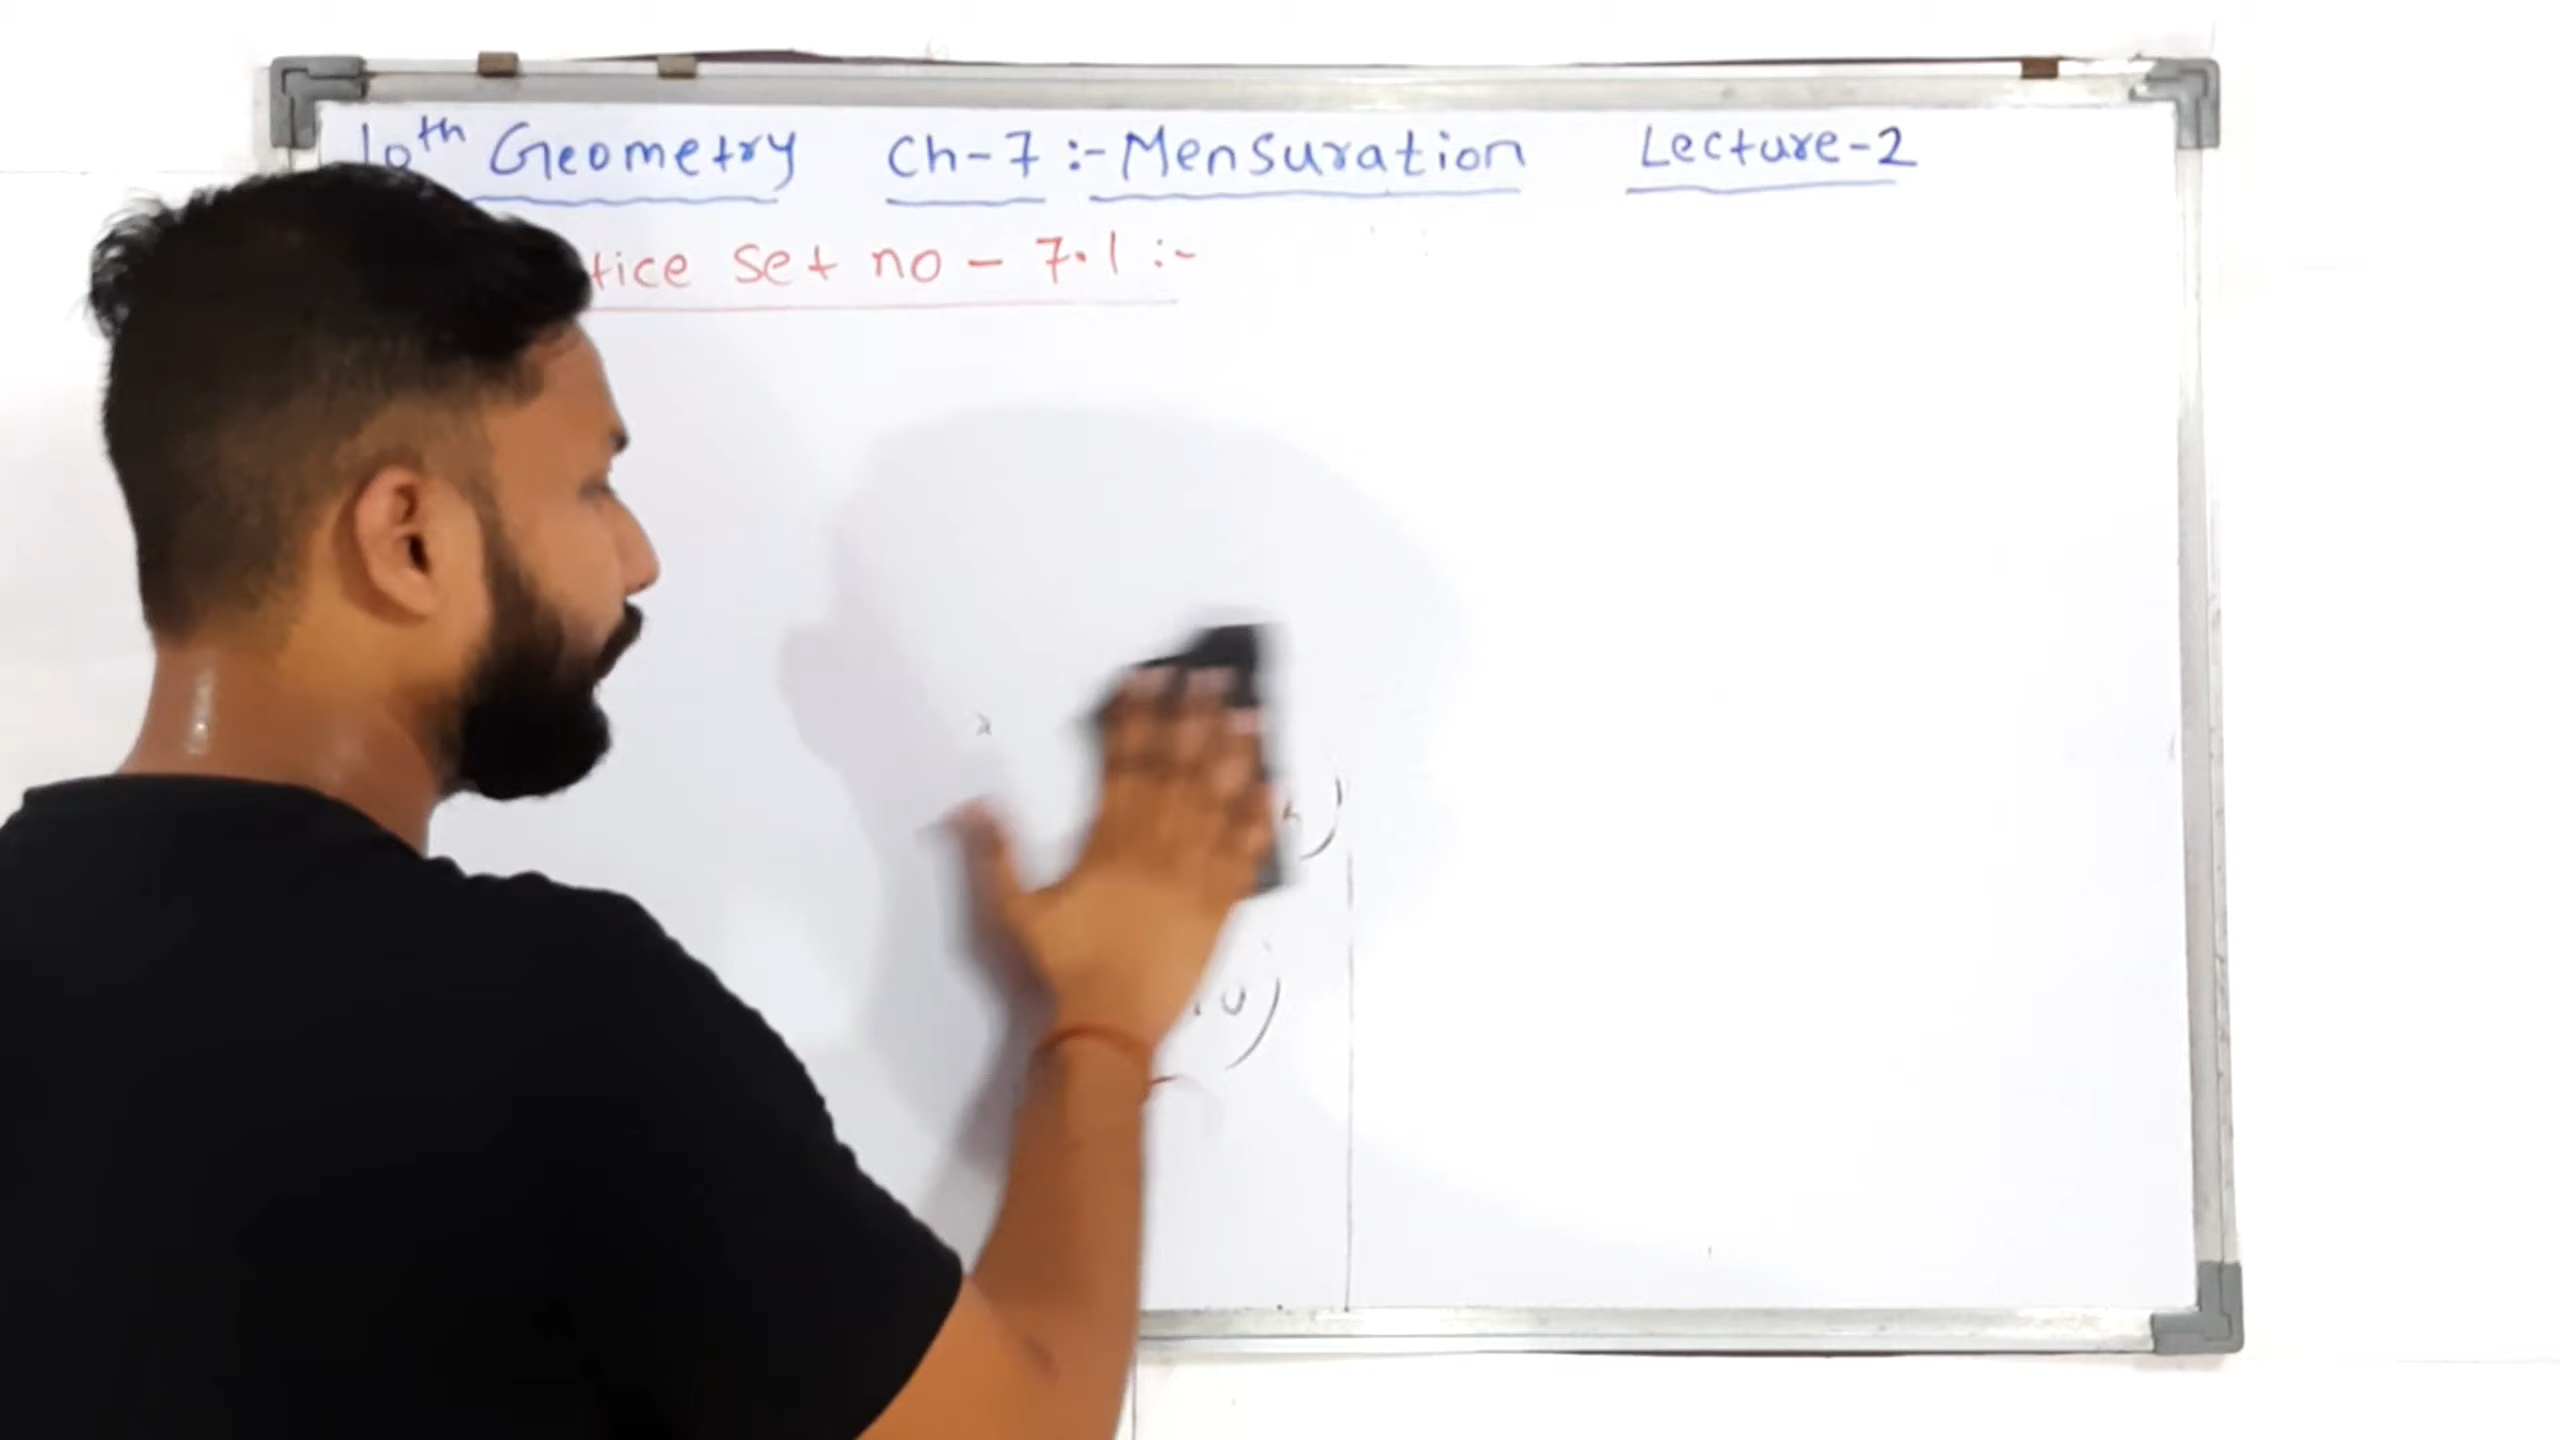 10th Geometry Ch-7 :- Mensuration Lecture-2
tice Set no - 7.1 :-